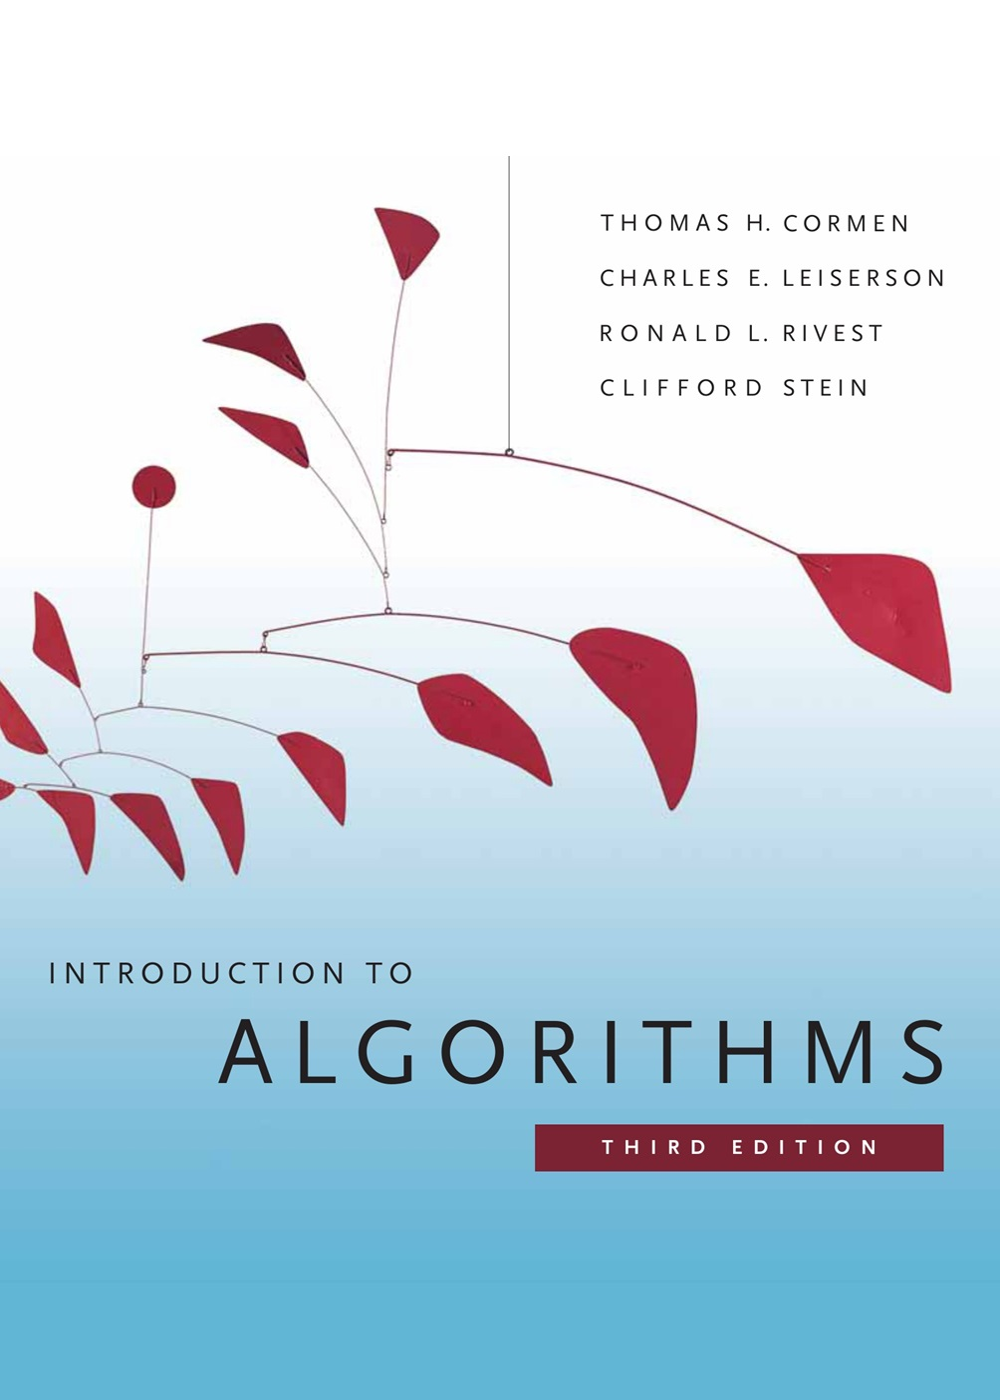 THOMAS H. CORMEN
CHARLES E. LEISERSON
RONALD L. RIVEST
CLIFFORD STEIN
INTRODUCTION TO
ALGORITHMS
THIRD EDITION